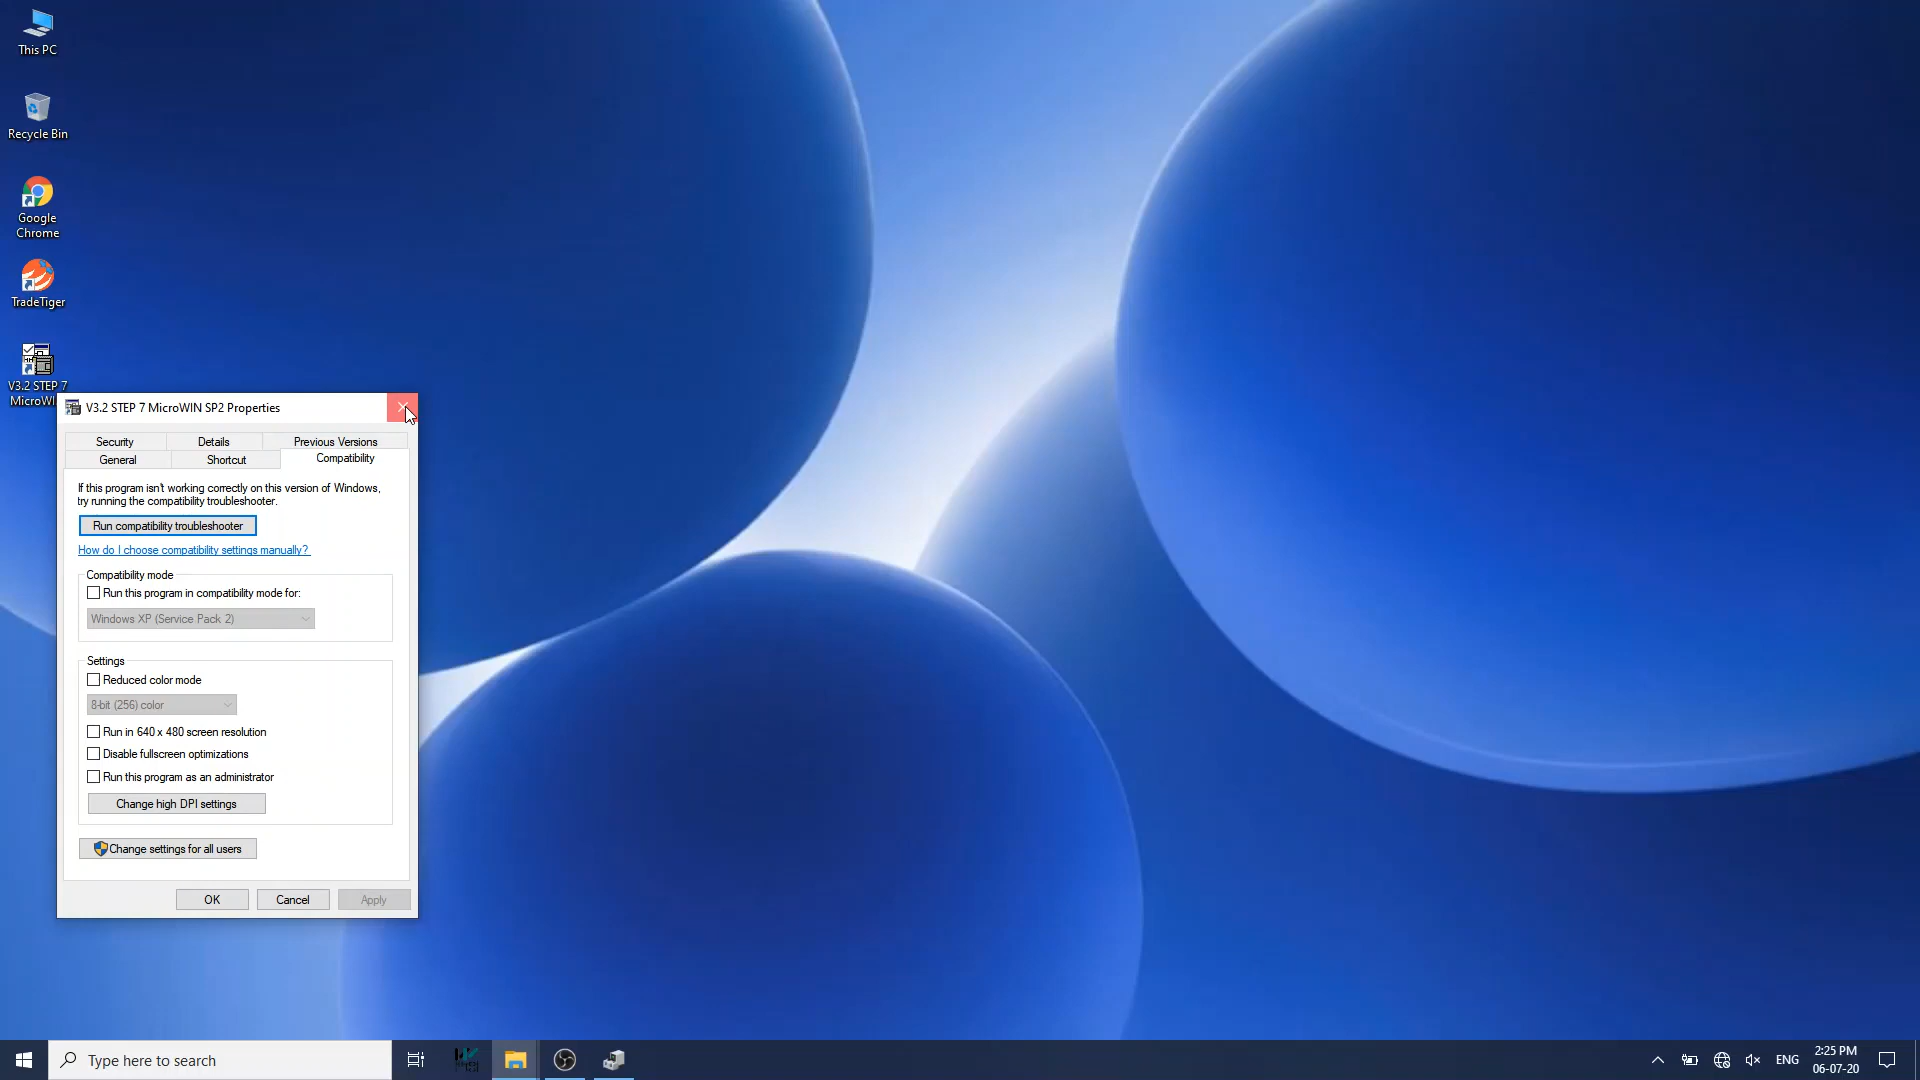 This PC
Recycle Bin
Google
Chrome
TradeTiger
V3.2 STEP 7
MicroWI
V3.2 STEP 7 MicroWIN SP2 Properties
Security
Details
Previous Versions
General
Shortcut
Compatibility
If this program isn't working correctly on this version of Windows,
try running the compatibility troubleshooter.
Run compatibility troubleshooter
How do I choose compatibility settings manually?
Compatibility mode
Run this program in compatibility mode for:
Windows XP (Service Pack 2)
Settings
Reduced color mode
8-bit (256) color
Run in 640 x 480 screen resolution
Disable fullscreen optimizations
Run this program as an administrator
Change high DPI settings
Change settings for all users
OK
Cancel
Apply
Type here to search
ENG
2:25 PM
06-07-20